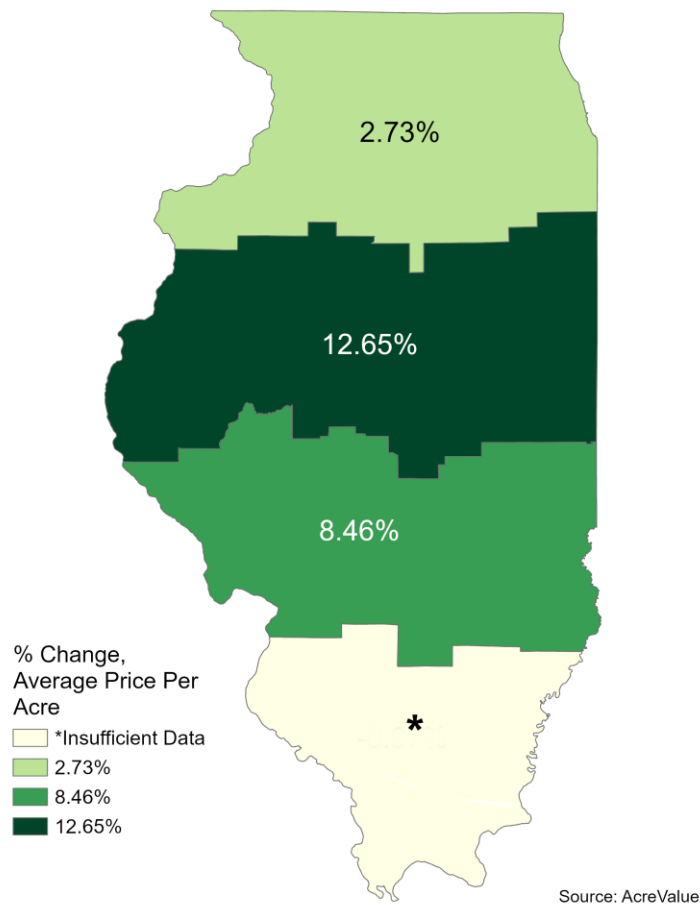 2.73%
12.65%
8.46%
*
% Change,
Average Price Per
Acre
*Insufficient Data
2.73%
8.46%
12.65%
Source: AcreValue